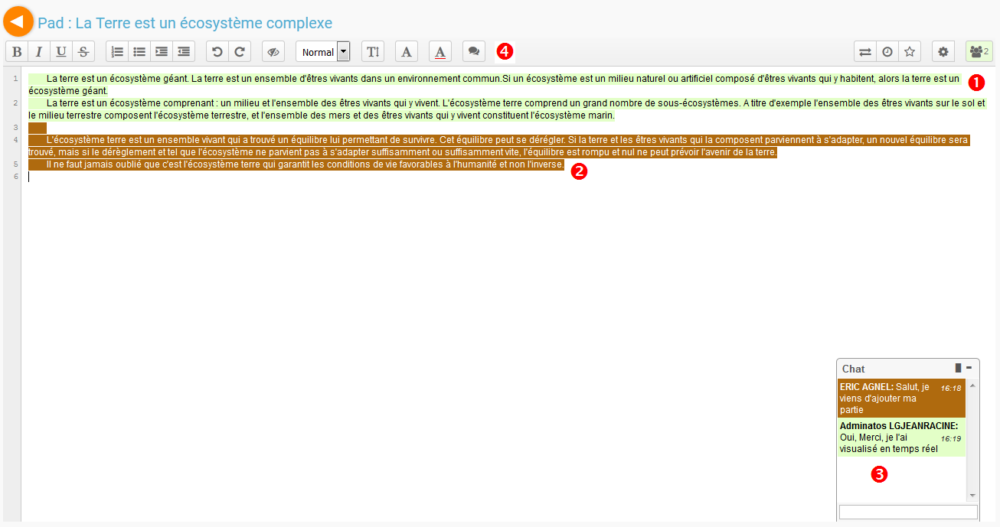 Pad : La Terre est un écosystème complexe
B I U S Normal T A A 4 2
1 La terre est un écosystème géant. La terre est un ensemble d'êtres vivants dans un environnement commun.Si un écosystème est un milieu naturel ou artificiel composé d'êtres vivants qui y habitent, alors la terre est un 1
écosystème géant.
2 La terre est un écosystème comprenant : un milieu et l'ensemble des êtres vivants qui y vivent. L'écosystème terre comprend un grand nombre de sous-écosystèmes. A titre d'exemple l'ensemble des êtres vivants sur le sol et
le milieu terrestre composent l'écosystème terrestre, et l'ensemble des mers et des êtres vivants qui y vivent constituent l'écosystème marin.
3
4 L'écosystème terre est un ensemble vivant qui a trouvé un équilibre lui permettant de survivre. Cet équilibre peut se dérégler. Si la terre et les êtres vivants qui la composent parviennent à s'adapter, un nouvel équilibre sera
trouvé, mais si le dérèglement et tel que l'écosystème ne parvient pas à s'adapter suffisamment ou suffisamment vite, l'équilibre est rompu et nul ne peut prévoir l'avenir de la terre.
5 Il ne faut jamais oublié que c'est l'écosystème terre qui garantit les conditions de vie favorables à l'humanité et non l'inverse. 2
6
Chat
ERIC AGNEL: Salut, je 16:18
viens d'ajouter ma
partie
Adminatos LGJEANRACINE:
Oui, Merci, je l'ai 16:19
visualisé en temps réel
3